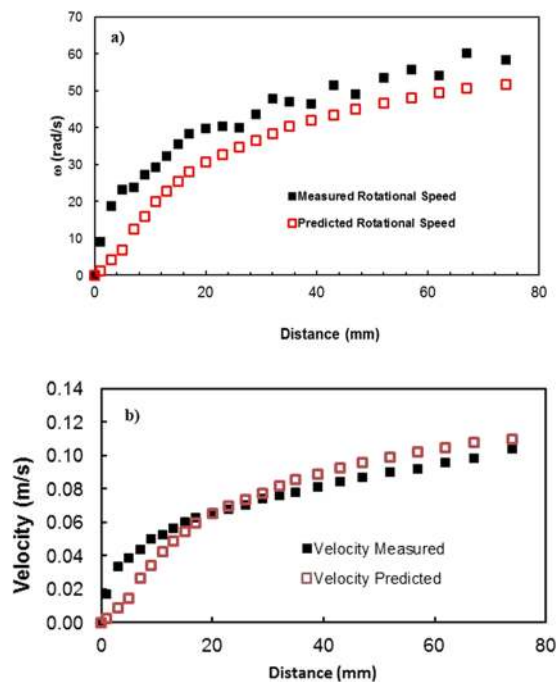 a)
70
60
50
40
30
20
10
0
ω (rad/s)
Measured Rotational Speed
Predicted Rotational Speed
0 20 40 60 80
Distance (mm)
b)
0.14
0.12
0.10
0.08
0.06
0.04
0.02
0.00
Velocity (m/s)
Velocity Measured
Velocity Predicted
0 20 40 60 80
Distance (mm)